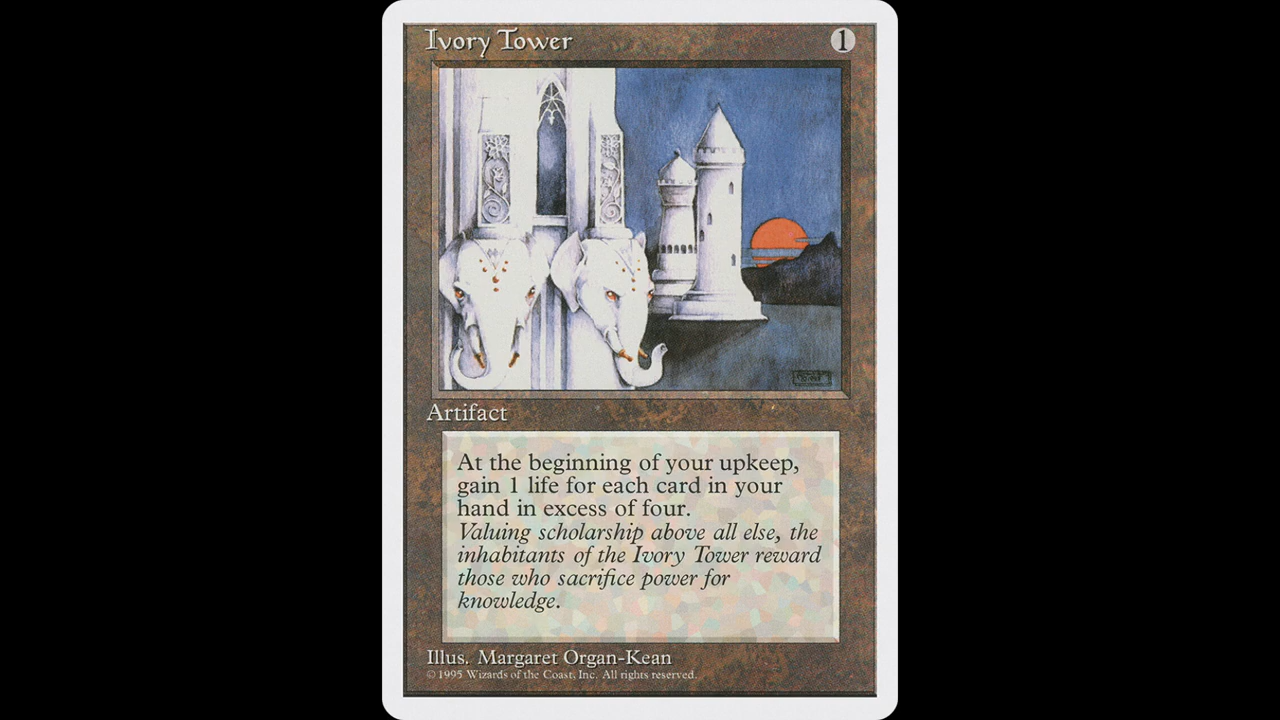 Ivory Tower
1
Artifact
At the beginning of your upkeep,
gain 1 life for each card in your
hand in excess of four.
Valuing scholarship above all else, the
inhabitants of the Ivory Tower reward
those who sacrifice power for
knowledge.
Illus. Margaret Organ-Kean
© 1995 Wizards of the Coast, Inc. All rights reserved.